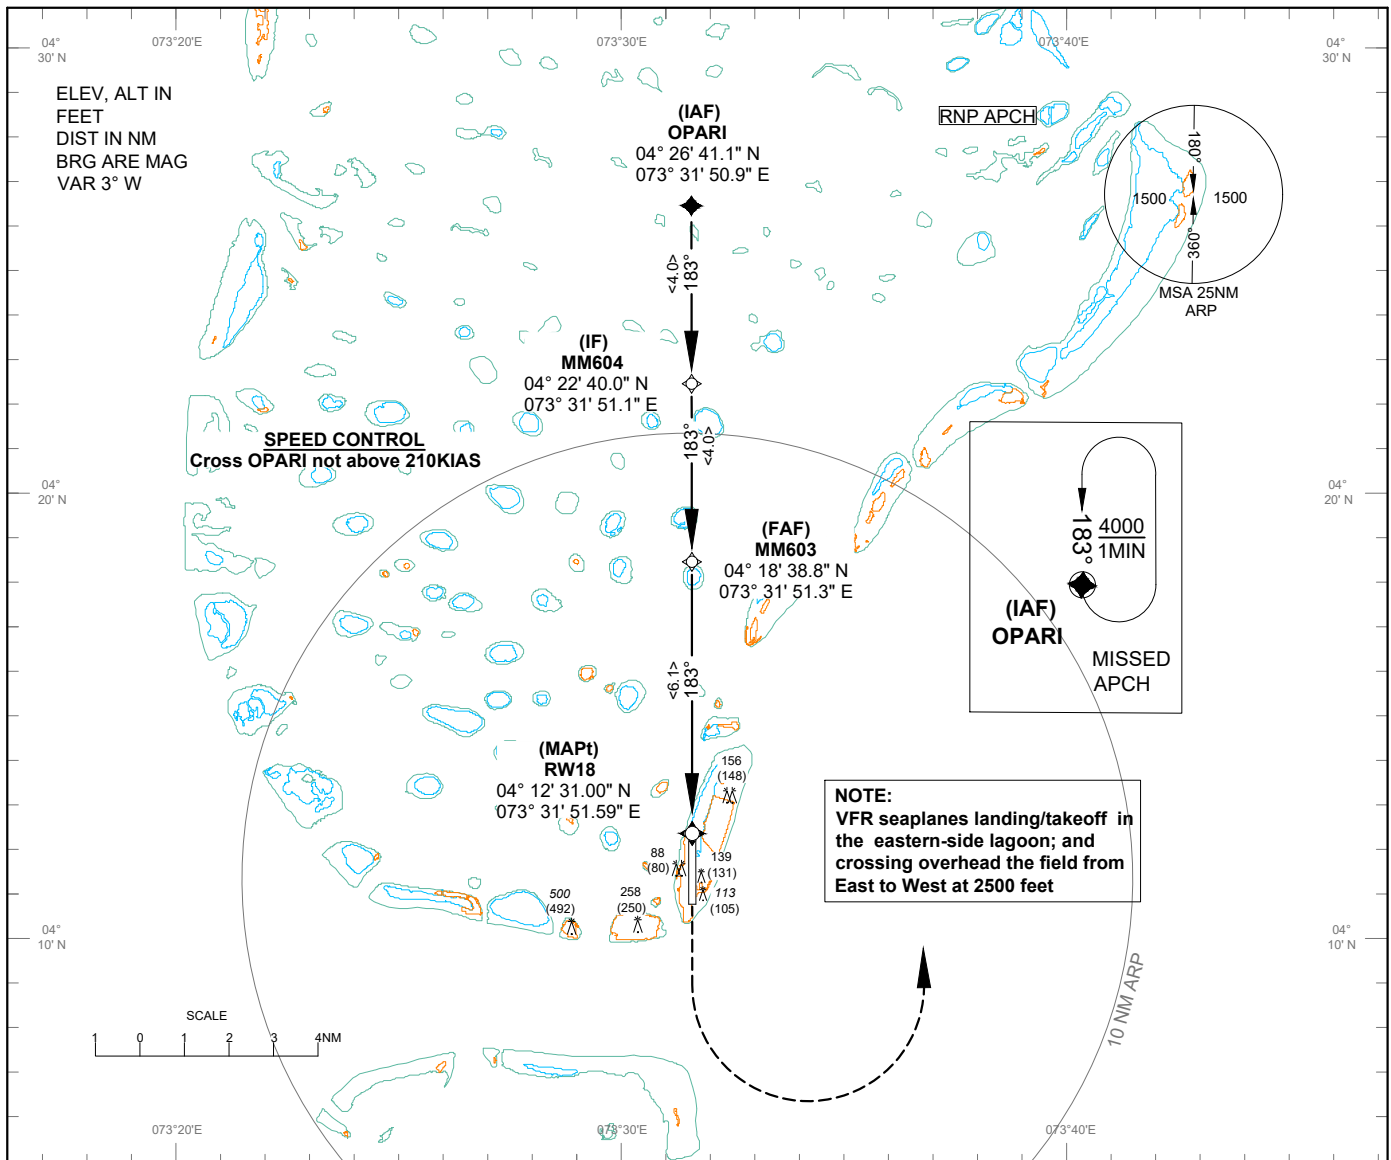 04°
30' N
073°20'E
073°30'E
073°40'E
04°
30' N
ELEV, ALT IN
FEET
DIST IN NM
BRG ARE MAG
VAR 3° W
(IAF)
OPARI
04° 26' 41.1" N
073° 31' 50.9" E
RNP APCH
180°
1500
1500
360°
MSA 25NM
ARP
<4.0>
183°
(IF)
MM604
04° 22' 40.0" N
073° 31' 51.1" E
SPEED CONTROL
Cross OPARI not above 210KIAS
183°
<4.0>
04°
20' N
04°
20' N
(FAF)
MM603
04° 18' 38.8" N
073° 31' 51.3" E
183°
4000
1MIN
(IAF)
OPARI
MISSED
APCH
<6.1>
183°
(MAPt)
RW18
04° 12' 31.00" N
073° 31' 51.59" E
156
(148)
NOTE:
VFR seaplanes landing/takeoff in
the eastern-side lagoon; and
crossing overhead the field from
East to West at 2500 feet
88
(80)
139
(131)
113
(105)
500
(492)
258
(250)
04°
10' N
04°
10' N
10 NM ARP
SCALE
1 0 1 2 3 4NM
073°20'E
073°30'E
073°40'E